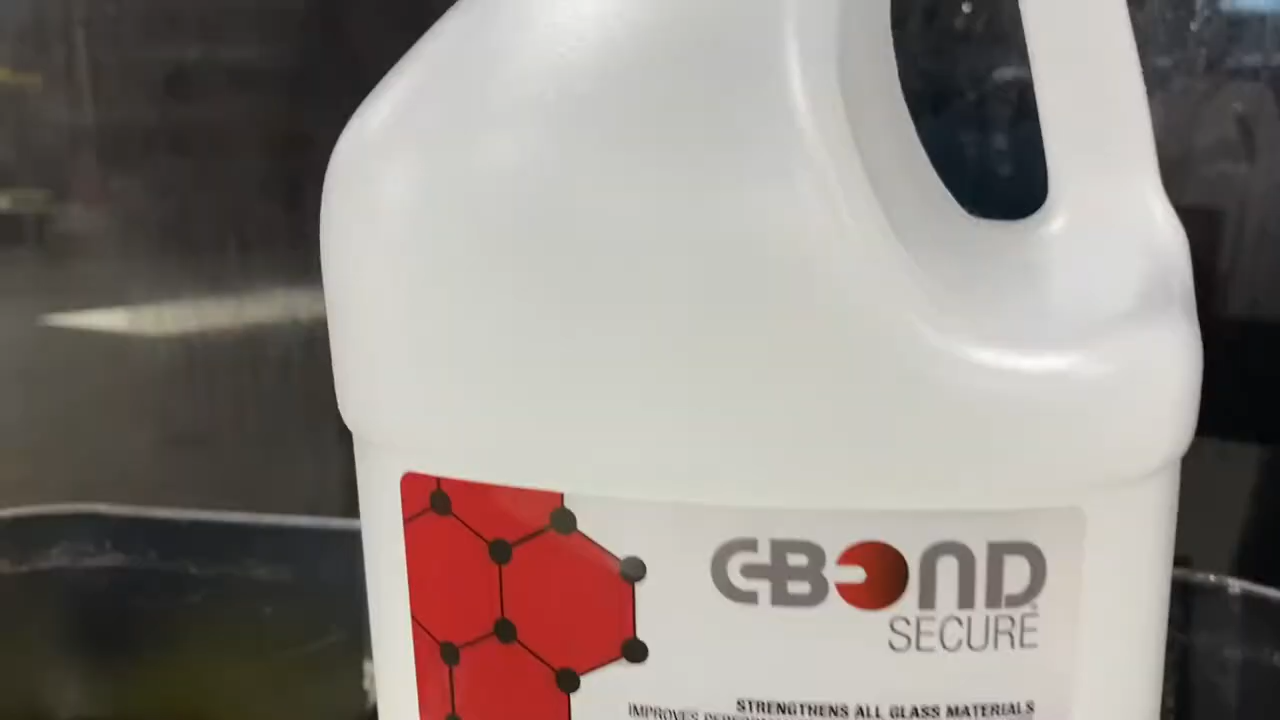 C-BOND
SECURE
STRENGTHENS ALL GLASS MATERIALS
IMPROVES